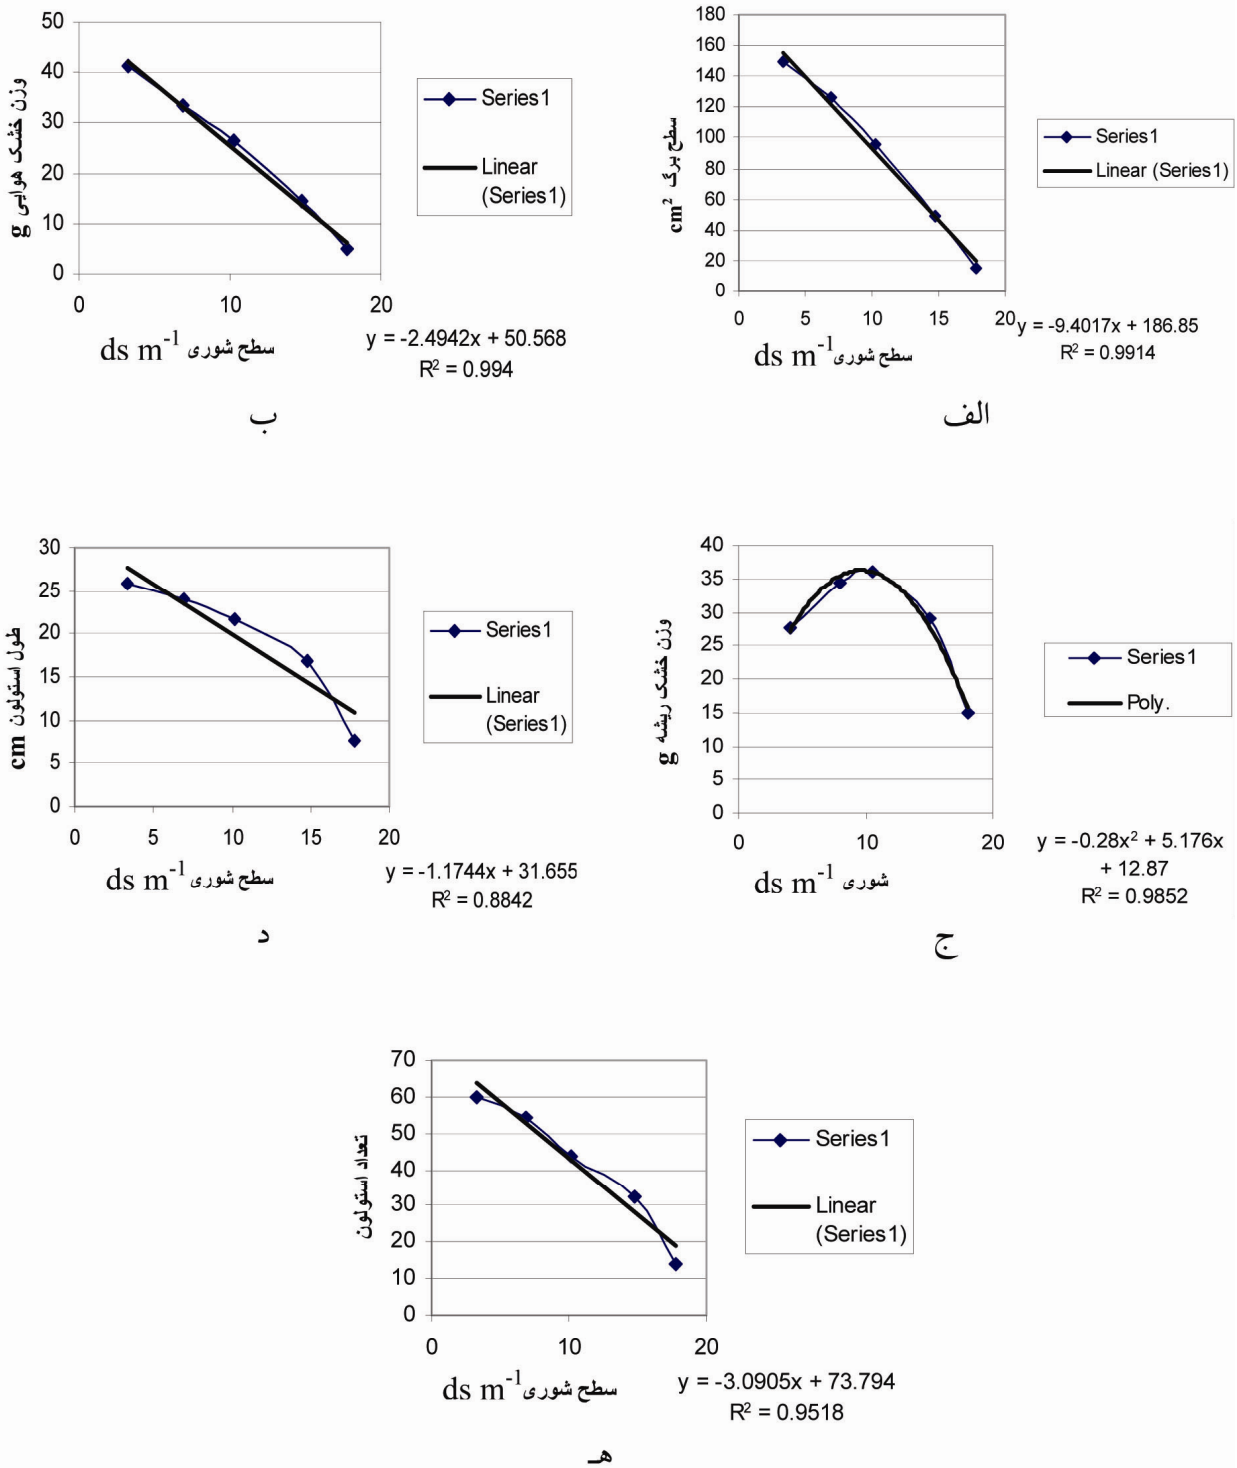 180
160
140
120
100
80
60
40
20
0
0 5 10 15 20
سطح برگ cm²
سطح شوری ds m⁻¹
y = -9.4017x + 186.85
R² = 0.9914
Series1
Linear (Series1)
الف
50
40
30
20
10
0
0 10 20
وزن خشک هوایی g
سطح شوری ds m⁻¹
y = -2.4942x + 50.568
R² = 0.994
Series1
Linear
(Series1)
ب
40
35
30
25
20
15
10
5
0
0 10 20
وزن خشک ریشه g
شوری ds m⁻¹
y = -0.28x² + 5.176x
+ 12.87
R² = 0.9852
Series1
Poly.
ج
30
25
20
15
10
5
0
0 5 10 15 20
طول استولون cm
سطح شوری ds m⁻¹
y = -1.1744x + 31.655
R² = 0.8842
Series1
Linear
(Series1)
د
70
60
50
40
30
20
10
0
0 10 20
تعداد استولون
سطح شوری ds m⁻¹
y = -3.0905x + 73.794
R² = 0.9518
Series1
Linear
(Series1)
هـ